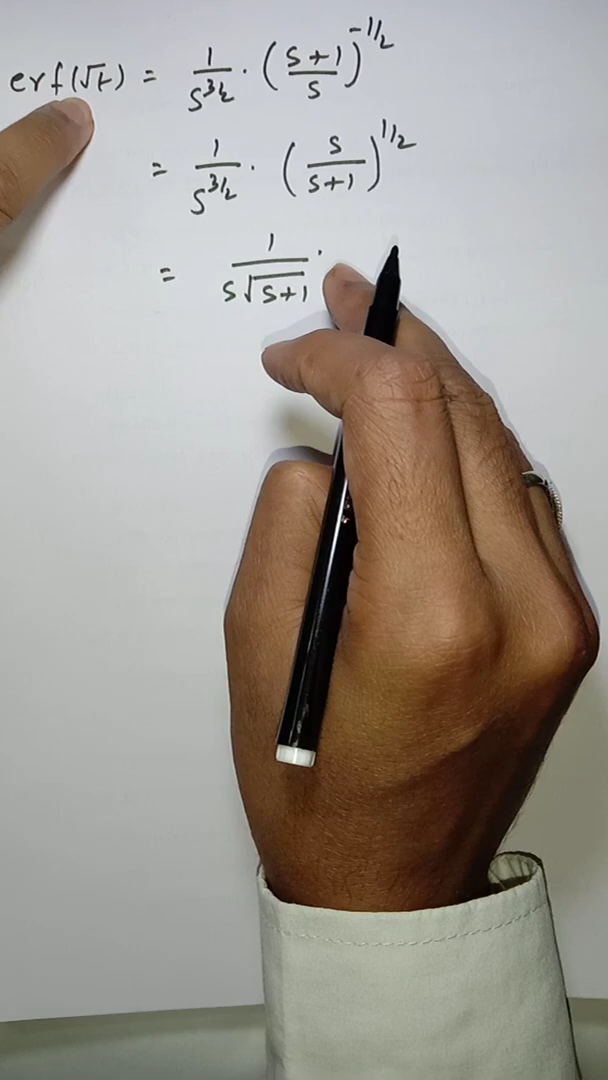 erf(√t) = 1/s^3/2 · (s+1/s)^-1/2
= 1/s^3/2 · (s/s+1)^1/2
= 1/s√s+1 ·